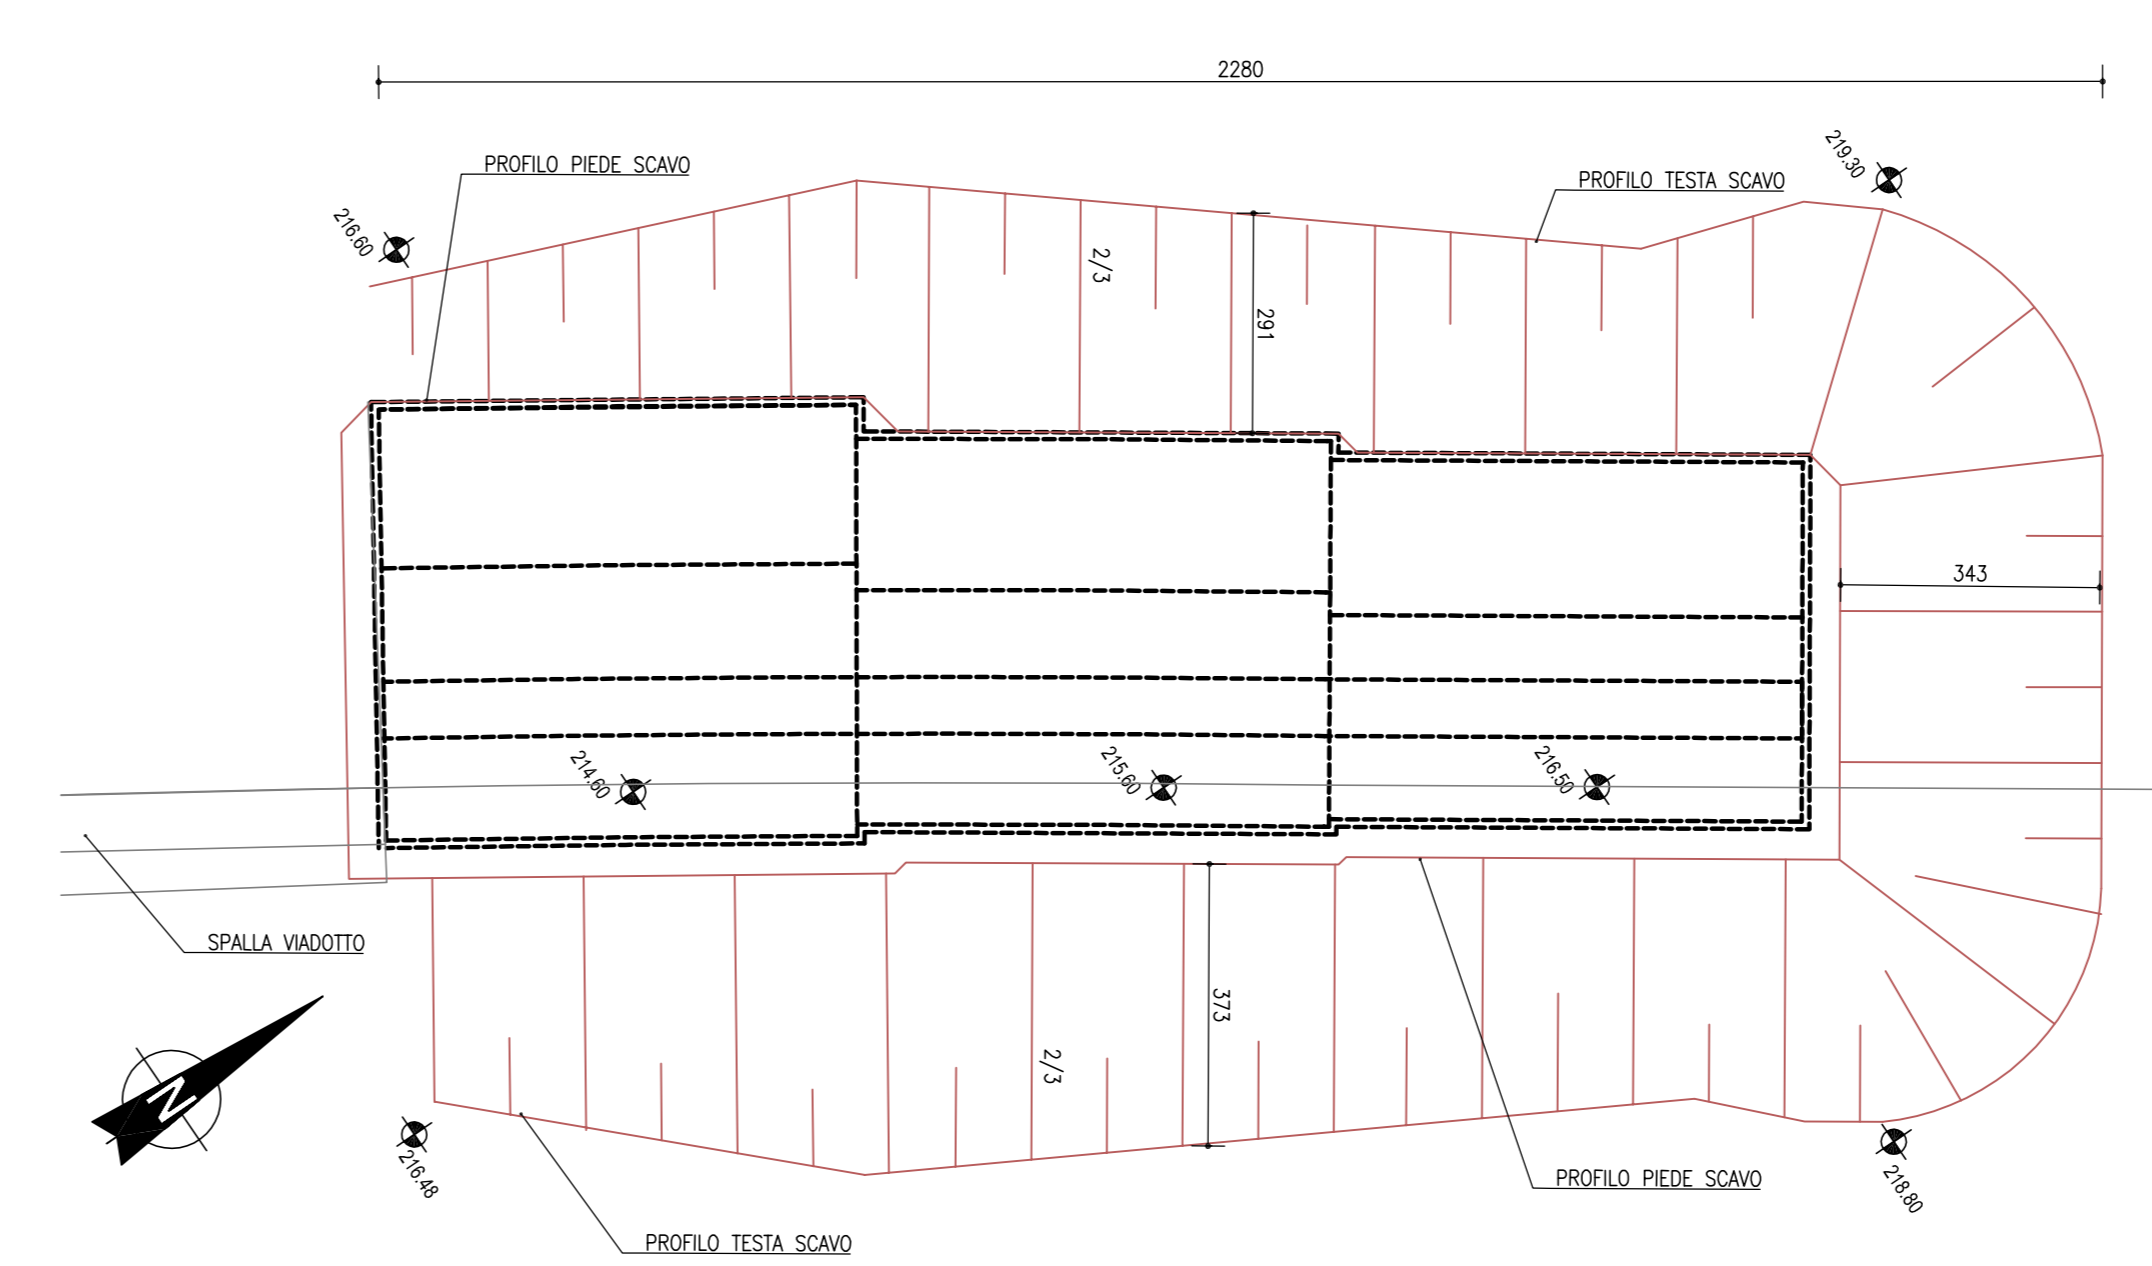 2280
PROFILO PIEDE SCAVO
PROFILO TESTA SCAVO
219.30
216.60
2/3
291
343
214.60
215.60
216.50
SPALLA VIADOTTO
373
2/3
N
216.48
218.80
PROFILO PIEDE SCAVO
PROFILO TESTA SCAVO